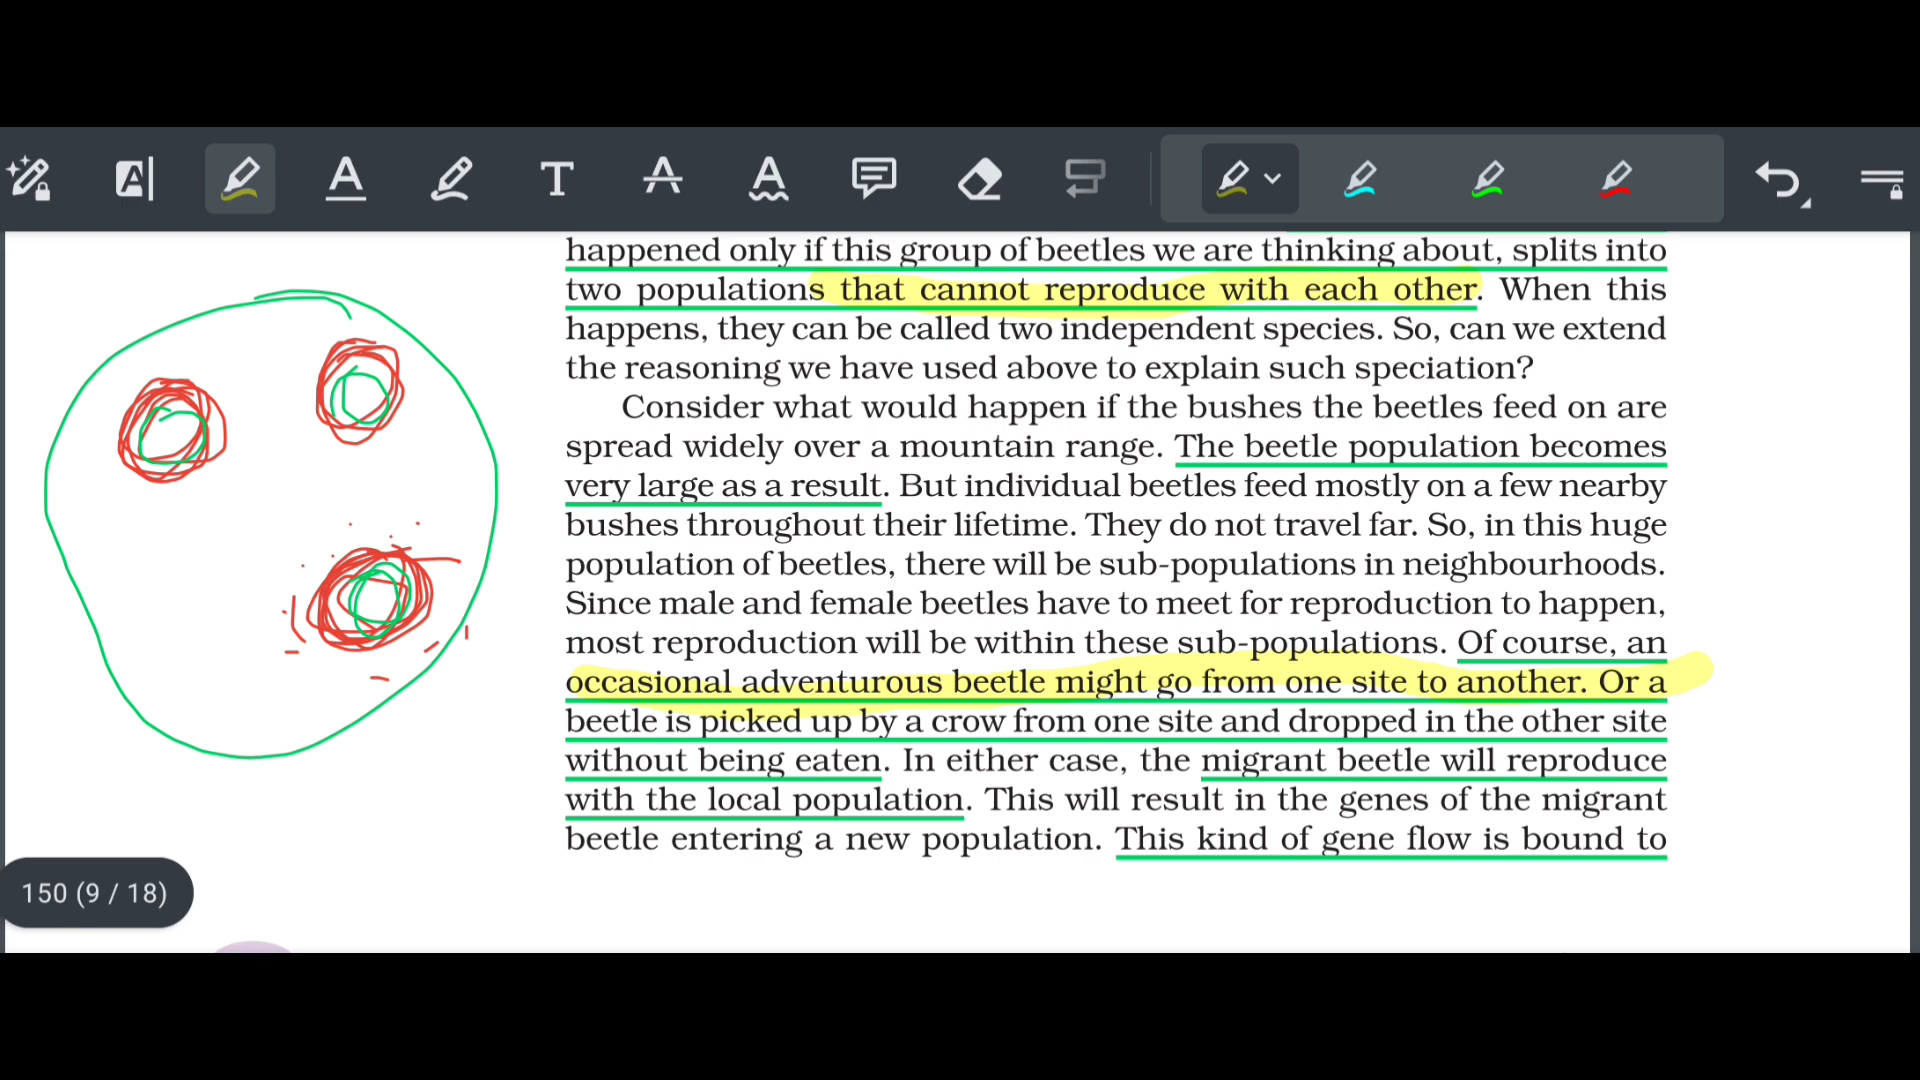 happened only if this group of beetles we are thinking about, splits into
two populations that cannot reproduce with each other. When this
happens, they can be called two independent species. So, can we extend
the reasoning we have used above to explain such speciation?
Consider what would happen if the bushes the beetles feed on are
spread widely over a mountain range. The beetle population becomes
very large as a result. But individual beetles feed mostly on a few nearby
bushes throughout their lifetime. They do not travel far. So, in this huge
population of beetles, there will be sub-populations in neighbourhoods.
Since male and female beetles have to meet for reproduction to happen,
most reproduction will be within these sub-populations. Of course, an
occasional adventurous beetle might go from one site to another. Or a
beetle is picked up by a crow from one site and dropped in the other site
without being eaten. In either case, the migrant beetle will reproduce
with the local population. This will result in the genes of the migrant
beetle entering a new population. This kind of gene flow is bound to
150 (9 / 18)